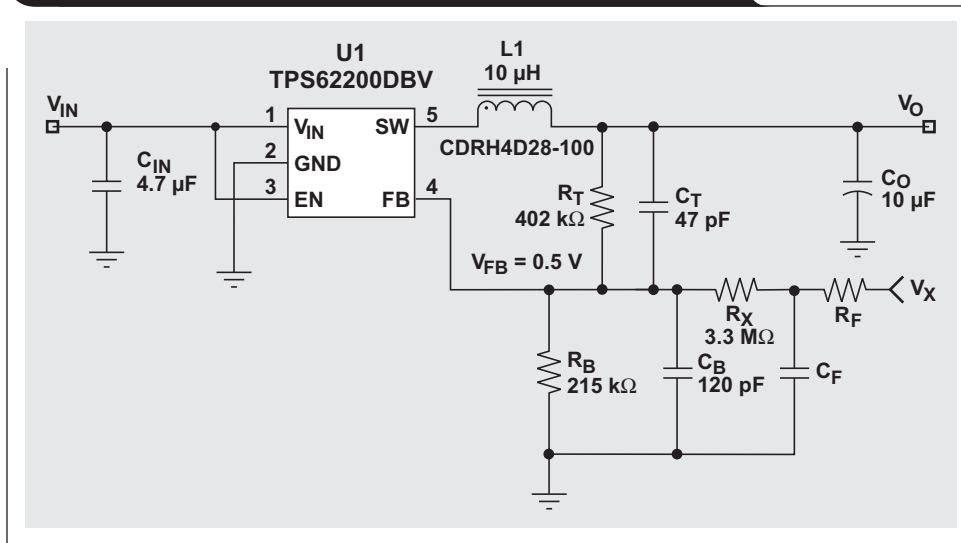 U1
TPS62200DBV
L1
10 µH
CDRH4D28-100
VIN
VO
1
2
3
5
4
VIN
GND
EN
SW
FB
CIN
4.7 µF
RT
402 kΩ
CT
47 pF
CO
10 µF
VFB = 0.5 V
VX
RX
3.3 MΩ
RF
RB
215 kΩ
CB
120 pF
CF